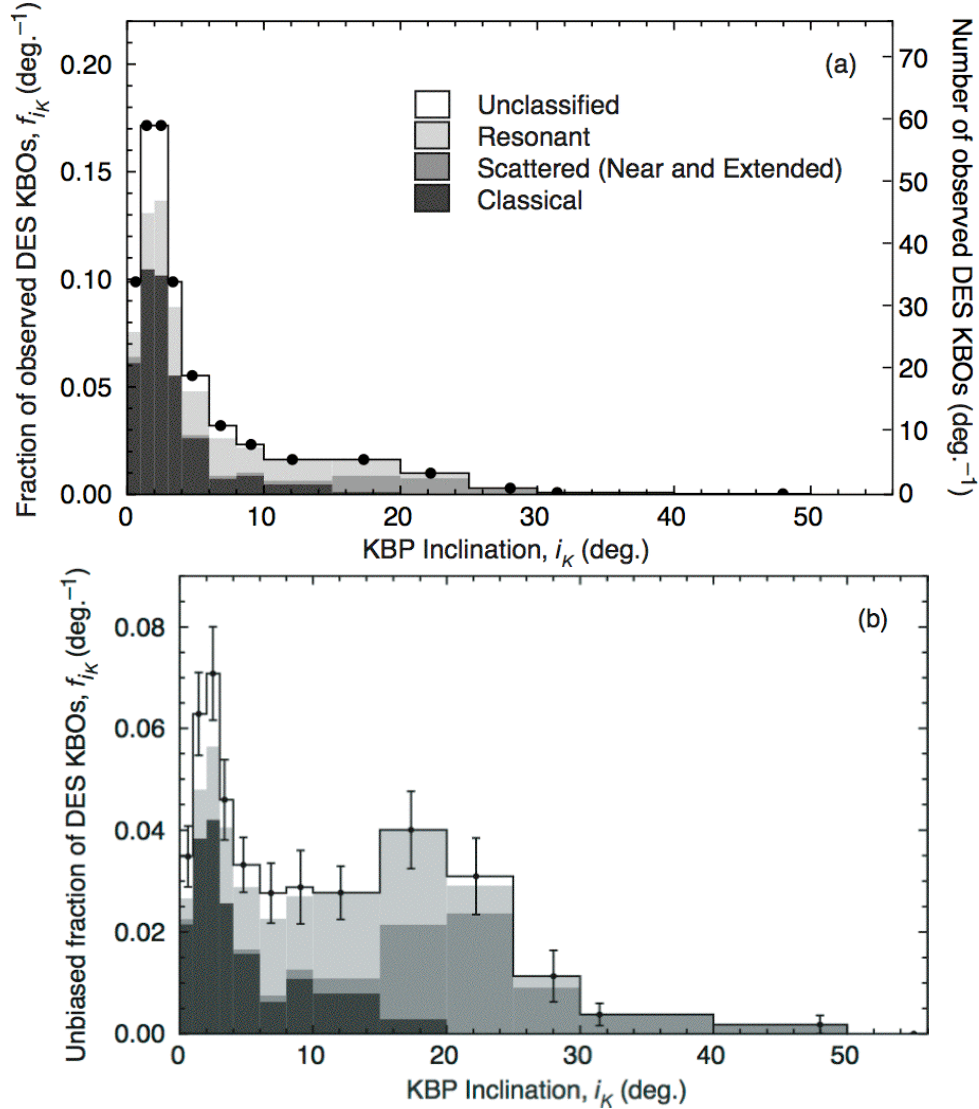 (a)
Fraction of observed DES KBOs, f_{i_K} (deg.⁻¹)
0.20
0.15
0.10
0.05
0.00
Number of observed DES KBOs (deg.⁻¹)
70
60
50
40
30
20
10
0
Unclassified
Resonant
Scattered (Near and Extended)
Classical
0 10 20 30 40 50
KBP Inclination, i_K (deg.)
(b)
Unbiased fraction of DES KBOs, f_{i_K} (deg.⁻¹)
0.08
0.06
0.04
0.02
0.00
0 10 20 30 40 50
KBP Inclination, i_K (deg.)